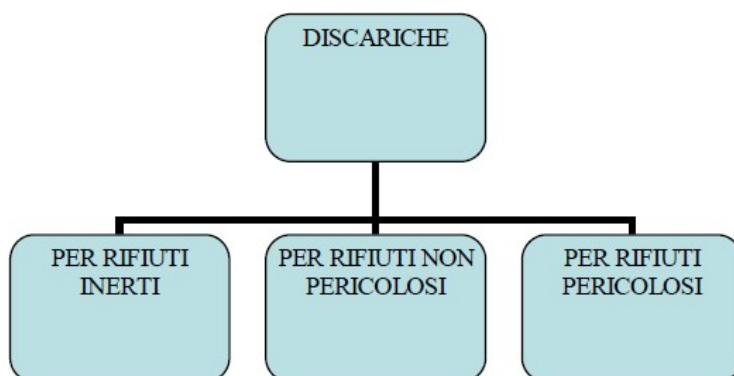 DISCARICHE
PER RIFIUTI
INERTI
PER RIFIUTI NON
PERICOLOSI
PER RIFIUTI
PERICOLOSI